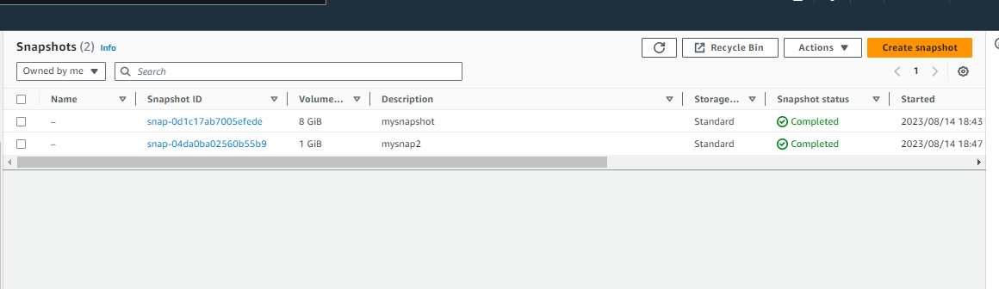 Snapshots (2) Info
Recycle Bin Actions Create snapshot
Owned by me Search 1
Name Snapshot ID Volume... Description Storage... Snapshot status Started
– snap-0d1c17ab7005efede 8 GiB mysnapshot Standard Completed 2023/08/14 18:43
– snap-04da0ba02560b55b9 1 GiB mysnap2 Standard Completed 2023/08/14 18:47